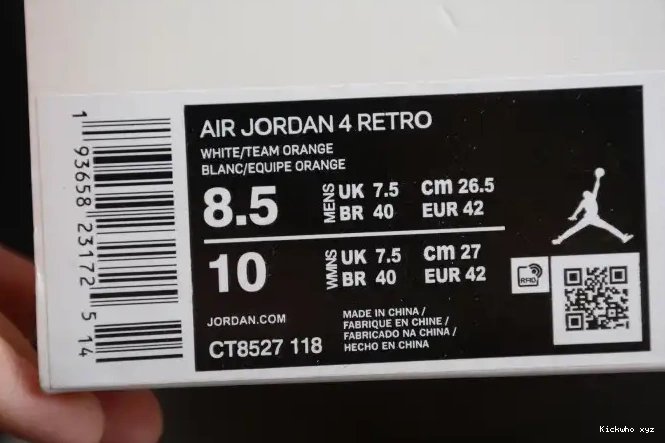 AIR JORDAN 4 RETRO
WHITE/TEAM ORANGE
BLANC/EQUIPE ORANGE
8.5 MENS UK 7.5 cm 26.5
BR 40 EUR 42
10 WMNS UK 7.5 cm 27
BR 40 EUR 42
JORDAN.COM
CT8527 118
MADE IN CHINA /
FABRIQUE EN CHINE /
FABRICADO NA CHINA /
HECHO EN CHINA
RFID
1 93658 23172 5 14
Kickwho xyz